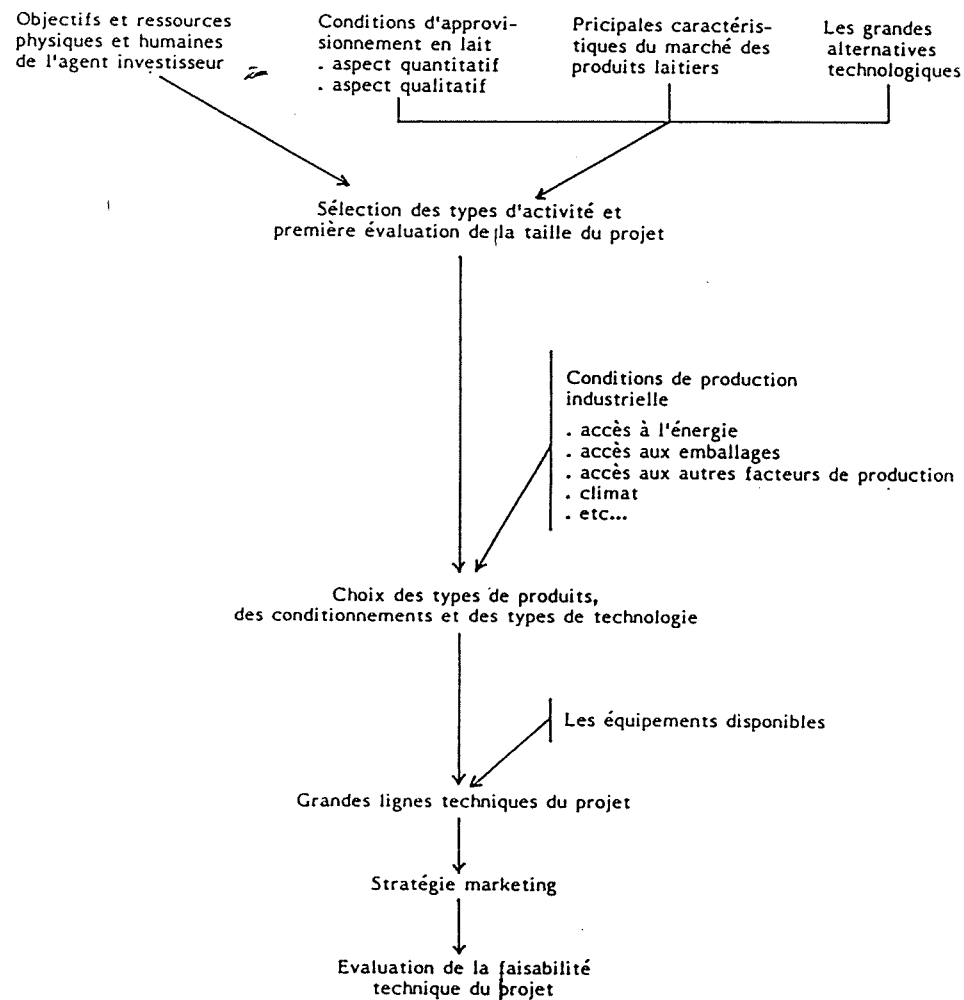 Objectifs et ressources
physiques et humaines
de l'agent investisseur
Conditions d'approvi-
sionnement en lait
. aspect quantitatif
. aspect qualitatif
Pricipales caractéris-
tiques du marché des
produits laitiers
Les grandes
alternatives
technologiques
Sélection des types d'activité et
première évaluation de la taille du projet
Conditions de production
industrielle
. accès à l'énergie
. accès aux emballages
. accès aux autres facteurs de production
. climat
. etc...
Choix des types de produits,
des conditionnements et des types de technologie
Les équipements disponibles
Grandes lignes techniques du projet
Stratégie marketing
Evaluation de la faisabilité
technique du projet